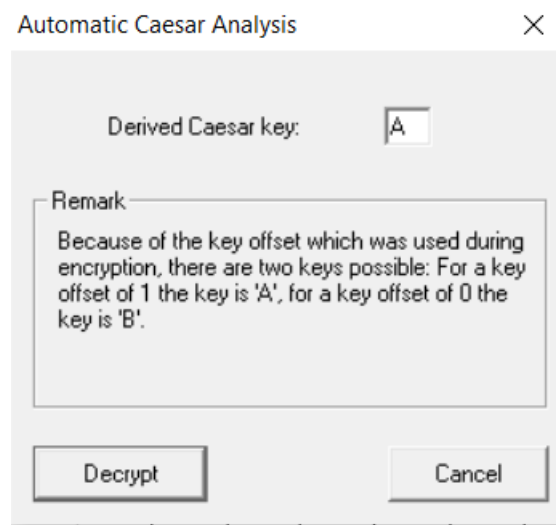 Automatic Caesar Analysis
Derived Caesar key: A
Remark
Because of the key offset which was used during
encryption, there are two keys possible: For a key
offset of 1 the key is 'A', for a key offset of 0 the
key is 'B'.
Decrypt Cancel